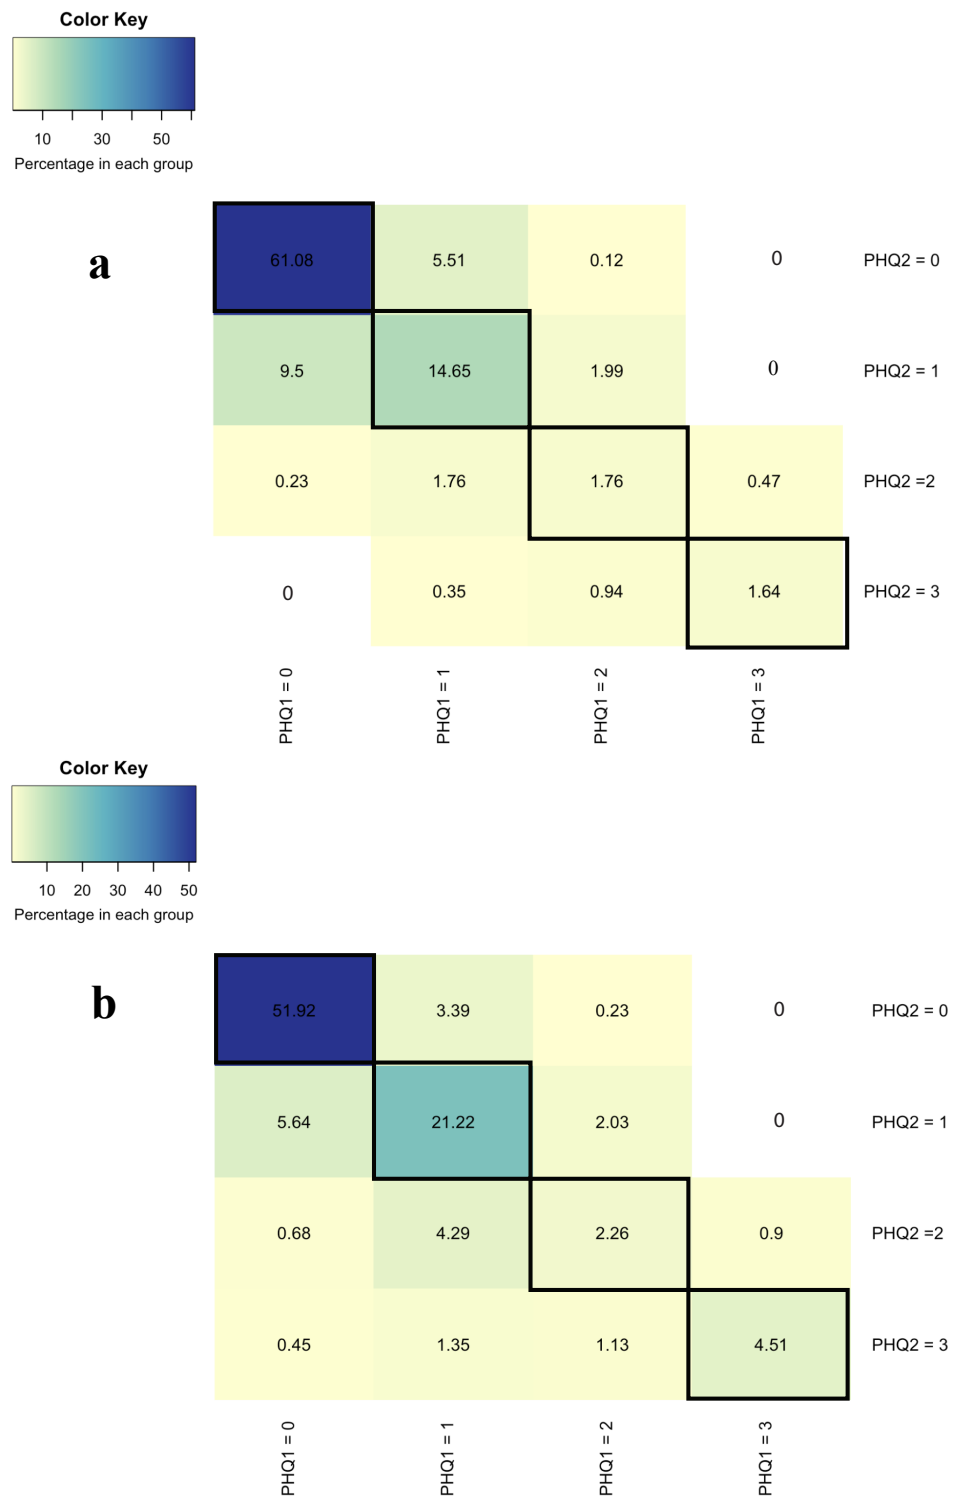 Color Key
10 30 50
Percentage in each group
a
61.08 5.51 0.12 0 PHQ2 = 0
9.5 14.65 1.99 0 PHQ2 = 1
0.23 1.76 1.76 0.47 PHQ2 =2
0 0.35 0.94 1.64 PHQ2 = 3
PHQ1 = 0 PHQ1 = 1 PHQ1 = 2 PHQ1 = 3
Color Key
10 20 30 40 50
Percentage in each group
b
51.92 3.39 0.23 0 PHQ2 = 0
5.64 21.22 2.03 0 PHQ2 = 1
0.68 4.29 2.26 0.9 PHQ2 =2
0.45 1.35 1.13 4.51 PHQ2 = 3
PHQ1 = 0 PHQ1 = 1 PHQ1 = 2 PHQ1 = 3